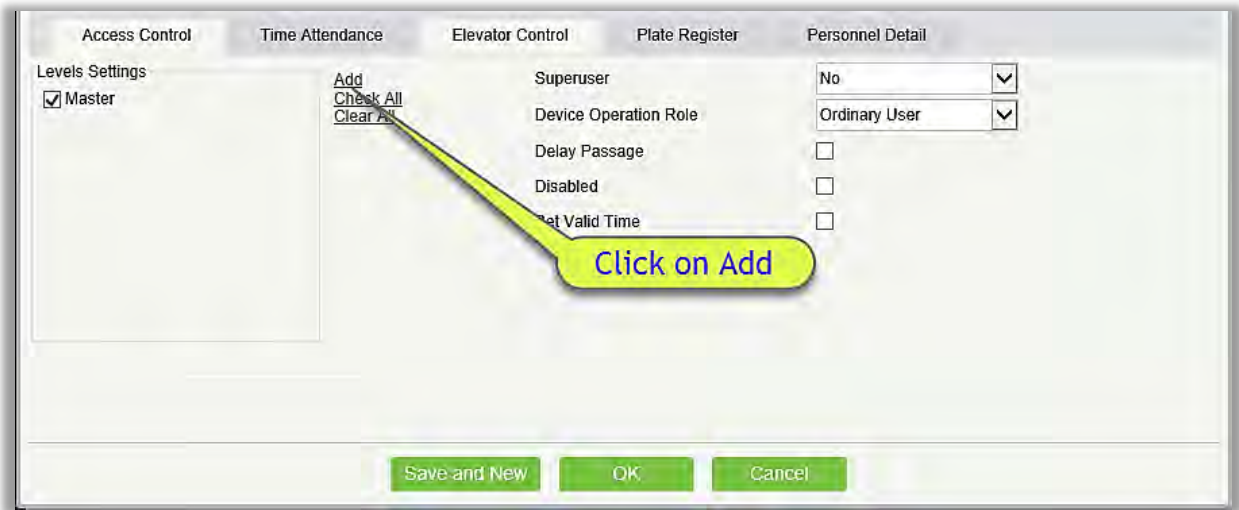 Access Control Time Attendance Elevator Control Plate Register Personnel Detail
Levels Settings
Master
Add
Check All
Clear All
Superuser No
Device Operation Role Ordinary User
Delay Passage
Disabled
Set Valid Time
Click on Add
Save and New OK Cancel